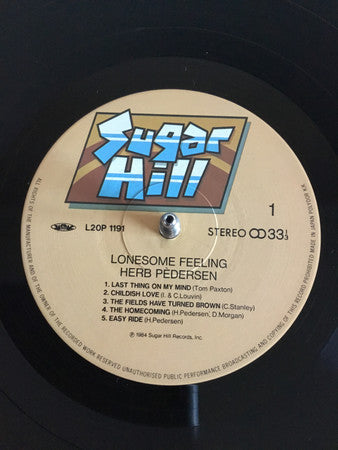 Sugar
Hill
L20P 1191
STEREO 33⅓
1
LONESOME FEELING
HERB PEDERSEN
1. LAST THING ON MY MIND (Tom Paxton)
2. CHILDISH LOVE (I. & C.Louvin)
3. THE FIELDS HAVE TURNED BROWN (C.Stanley)
4. THE HOMECOMING (H.Pedersen, D.Morgan)
5. EASY RIDE (H.Pedersen)
℗ 1984 Sugar Hill Records, Inc.
ALL RIGHTS OF THE MANUFACTURER AND OF THE OWNER OF THE RECORDED WORK RESERVED UNAUTHORISED PUBLIC PERFORMANCE BROADCASTING AND COPYING OF THIS RECORD PROHIBITED MADE IN JAPAN